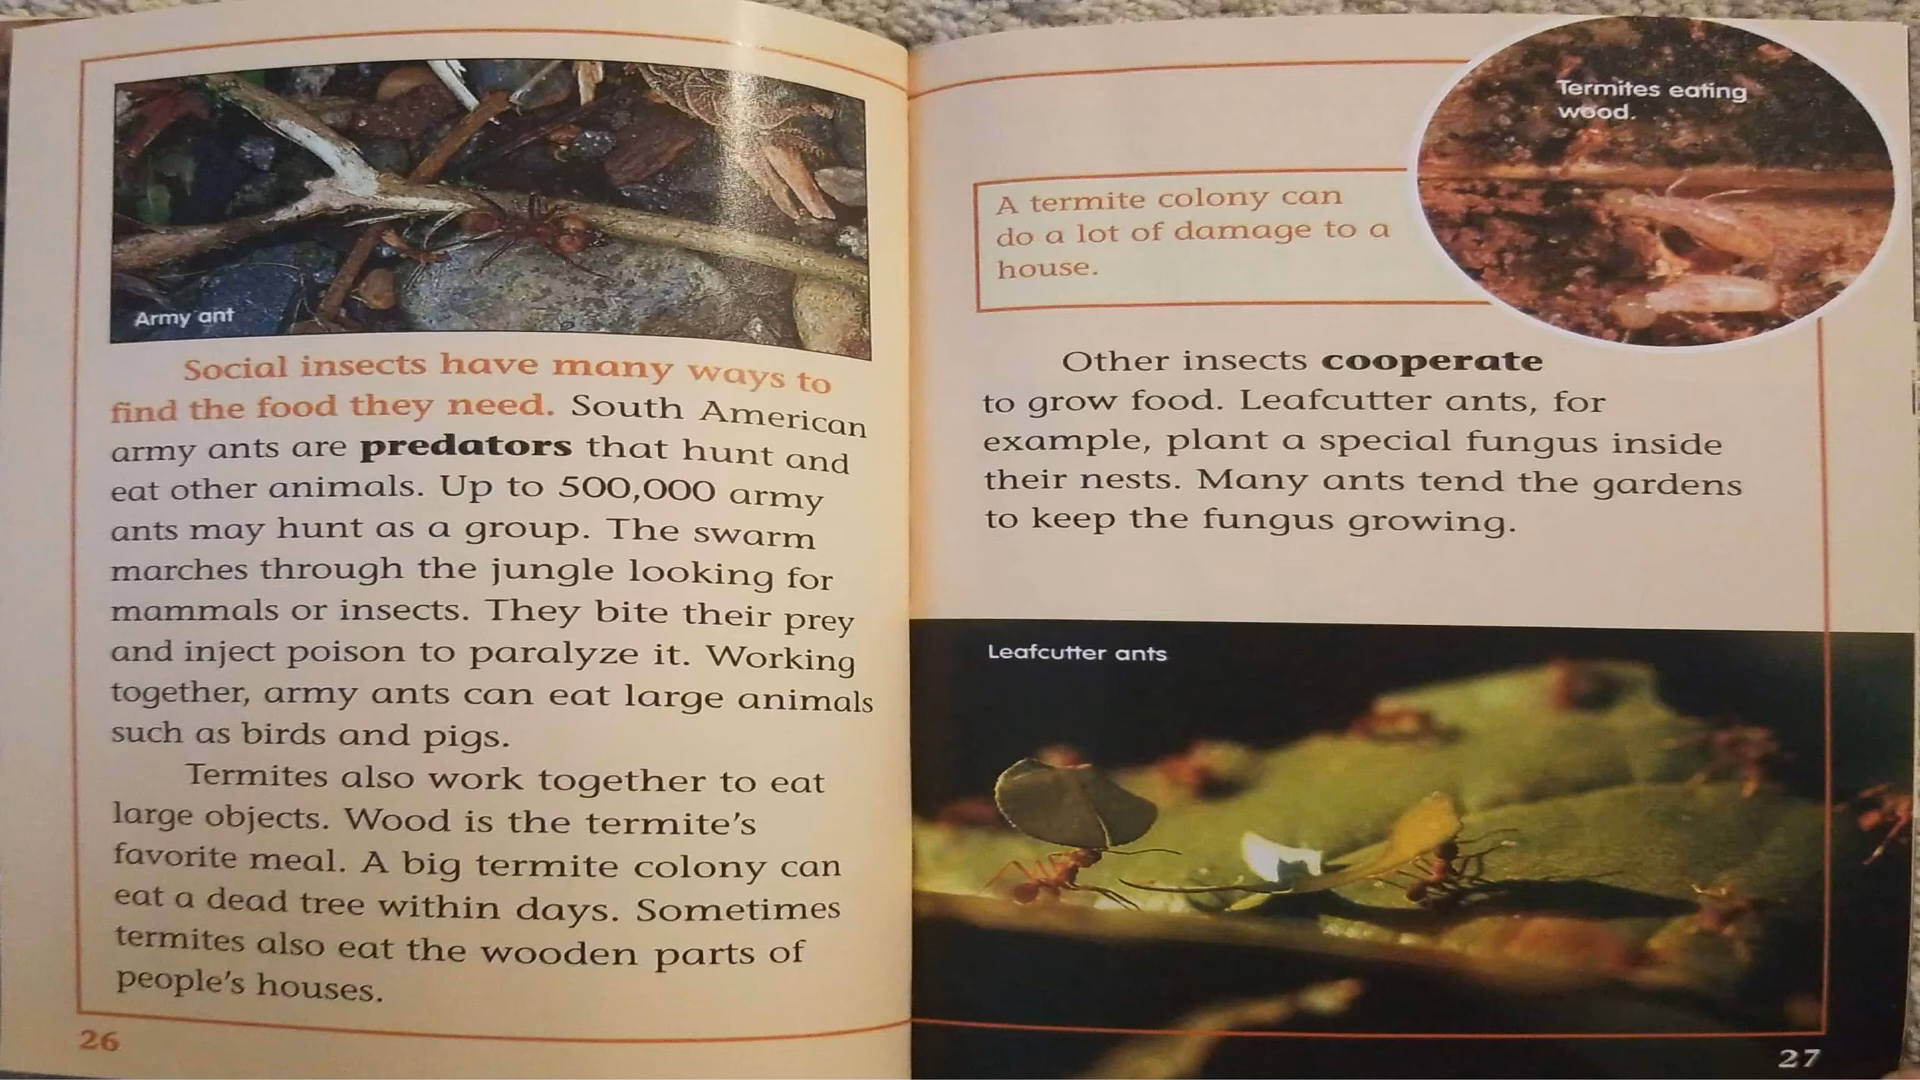 Army ant
Social insects have many ways to
find the food they need. South American
army ants are predators that hunt and
eat other animals. Up to 500,000 army
ants may hunt as a group. The swarm
marches through the jungle looking for
mammals or insects. They bite their prey
and inject poison to paralyze it. Working
together, army ants can eat large animals
such as birds and pigs.
Termites also work together to eat
large objects. Wood is the termite's
favorite meal. A big termite colony can
eat a dead tree within days. Sometimes
termites also eat the wooden parts of
people's houses.
26
Termites eating
wood.
A termite colony can
do a lot of damage to a
house.
Other insects cooperate
to grow food. Leafcutter ants, for
example, plant a special fungus inside
their nests. Many ants tend the gardens
to keep the fungus growing.
Leafcutter ants
27